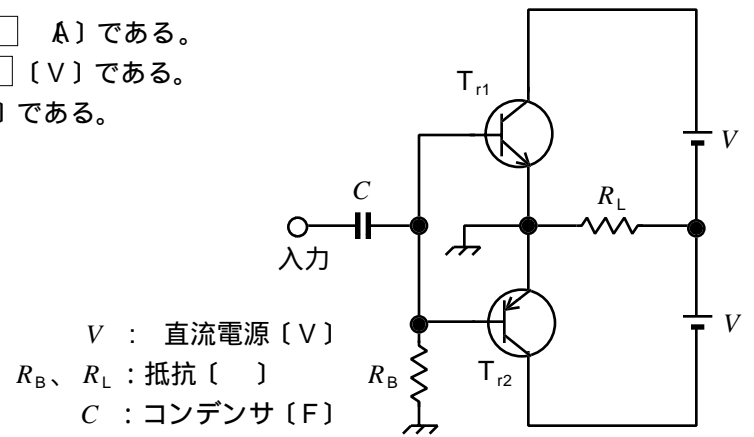 A〕である。
〔V〕である。
〕である。
Tr1
V
C
RL
入力
V : 直流電源〔V〕
V
RB、RL:抵抗〔 〕
RB
Tr2
C :コンデンサ〔F〕